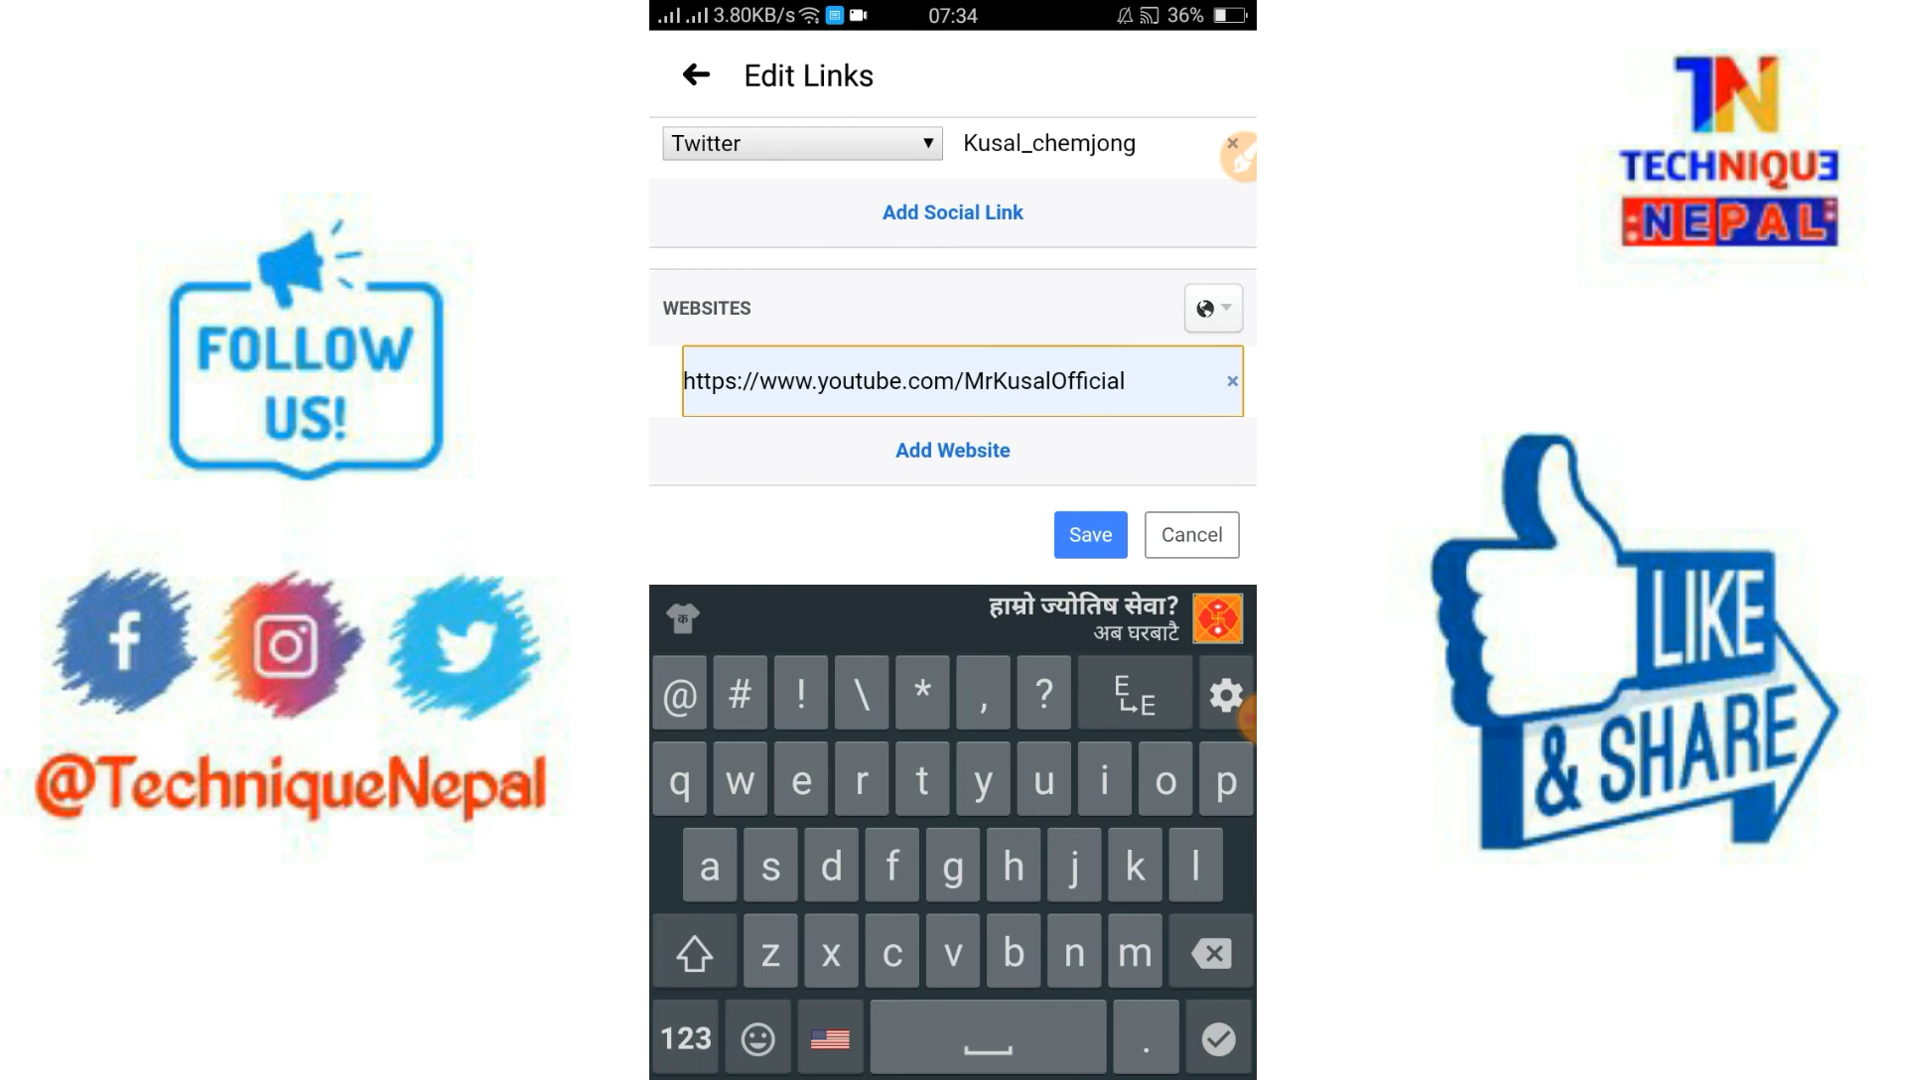 3.80KB/s
07:34
36%
Edit Links
Twitter
Kusal_chemjong
Add Social Link
WEBSITES
https://www.youtube.com/MrKusalOfficial
Add Website
Save
Cancel
हाम्रो ज्योतिष सेवा?
अब घरबाटै
क
@ # ! \ * , ? E E
q w e r t y u i o p
a s d f g h j k l
z x c v b n m
123 .
FOLLOW
US!
@TechniqueNepal
TN
TECHNIQUE
NEPAL
LIKE
& SHARE